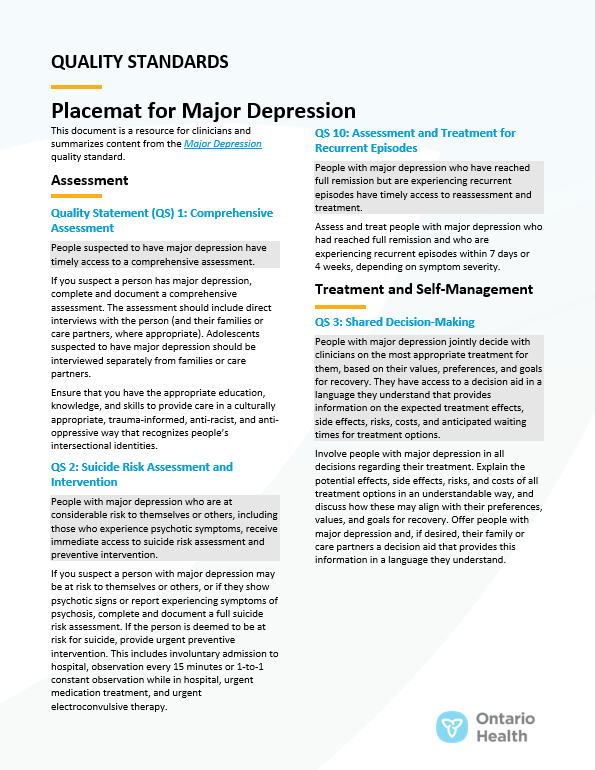 QUALITY STANDARDS
Placemat for Major Depression
This document is a resource for clinicians and
summarizes content from the Major Depression
quality standard.
Assessment
Quality Statement (QS) 1: Comprehensive
Assessment
People suspected to have major depression have
timely access to a comprehensive assessment.
If you suspect a person has major depression,
complete and document a comprehensive
assessment. The assessment should include direct
interviews with the person (and their families or
care partners, where appropriate). Adolescents
suspected to have major depression should be
interviewed separately from families or care
partners.
Ensure that you have the appropriate education,
knowledge, and skills to provide care in a culturally
appropriate, trauma-informed, anti-racist, and anti-
oppressive way that recognizes people's
intersectional identities.
QS 2: Suicide Risk Assessment and
Intervention
People with major depression who are at
considerable risk to themselves or others, including
those who experience psychotic symptoms, receive
immediate access to suicide risk assessment and
preventive intervention.
If you suspect a person with major depression may
be at risk to themselves or others, or if they show
psychotic signs or report experiencing symptoms of
psychosis, complete and document a full suicide
risk assessment. If the person is deemed to be at
risk for suicide, provide urgent preventive
intervention. This includes involuntary admission to
hospital, observation every 15 minutes or 1-to-1
constant observation while in hospital, urgent
medication treatment, and urgent
electroconvulsive therapy.
QS 10: Assessment and Treatment for
Recurrent Episodes
People with major depression who have reached
full remission but are experiencing recurrent
episodes have timely access to reassessment and
treatment.
Assess and treat people with major depression who
had reached full remission and who are
experiencing recurrent episodes within 7 days or
4 weeks, depending on symptom severity.
Treatment and Self-Management
QS 3: Shared Decision-Making
People with major depression jointly decide with
clinicians on the most appropriate treatment for
them, based on their values, preferences, and goals
for recovery. They have access to a decision aid in a
language they understand that provides
information on the expected treatment effects,
side effects, risks, costs, and anticipated waiting
times for treatment options.
Involve people with major depression in all
decisions regarding their treatment. Explain the
potential effects, side effects, risks, and costs of all
treatment options in an understandable way, and
discuss how these may align with their preferences,
values, and goals for recovery. Offer people with
major depression and, if desired, their family or
care partners a decision aid that provides this
information in a language they understand.
Ontario
Health